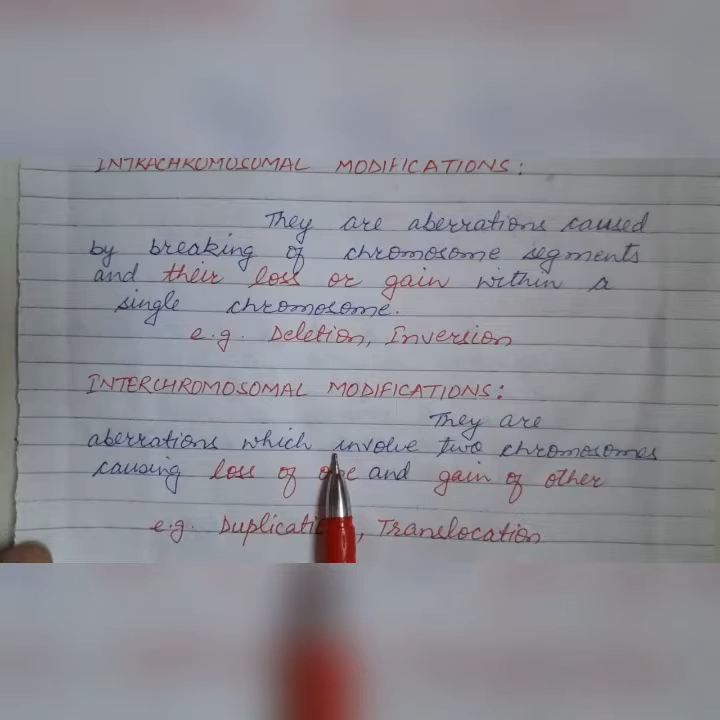 INTRACHROMOSOMAL MODIFICATIONS:
They are aberrations caused
by breaking of chromosome segments
and their loss or gain within a
single chromosome.
e.g. Deletion, Inversion
INTERCHROMOSOMAL MODIFICATIONS:
They are
aberrations which involve two chromosomes
causing loss of one and gain of other
e.g. Duplication, Translocation